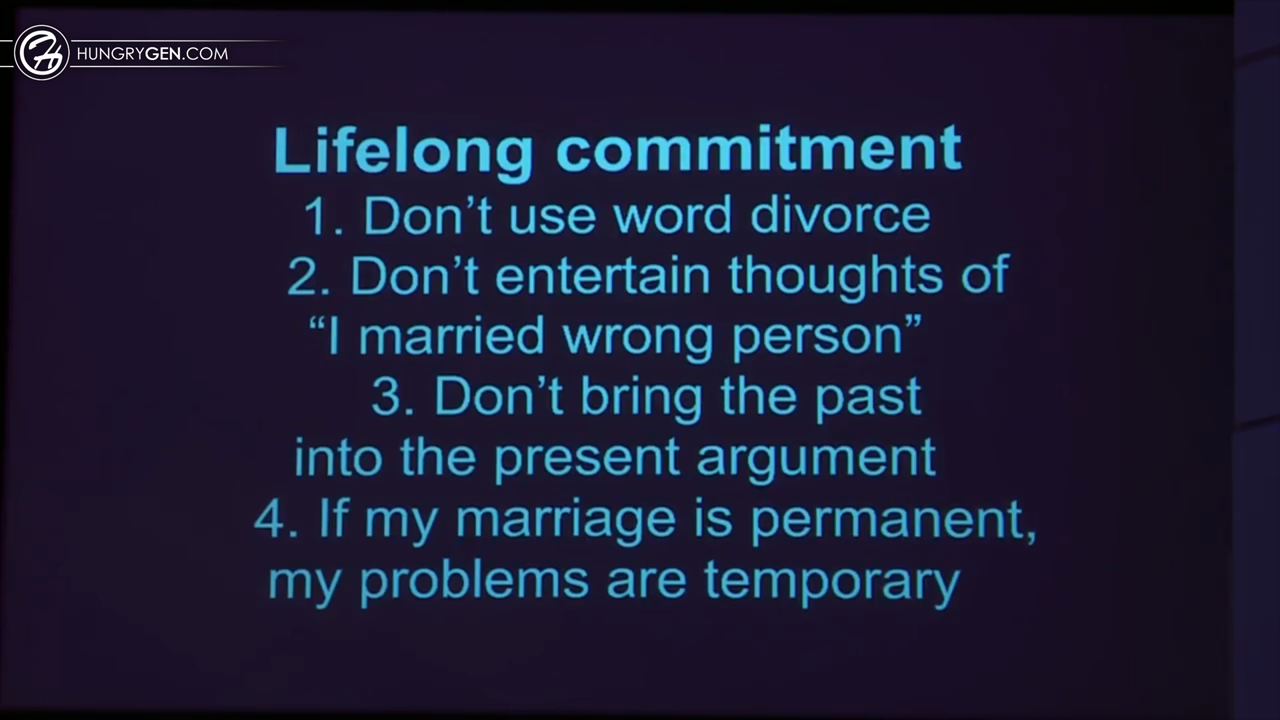 HUNGRYGEN.COM
Lifelong commitment
1. Don’t use word divorce
2. Don’t entertain thoughts of
“I married wrong person”
3. Don’t bring the past
into the present argument
4. If my marriage is permanent,
my problems are temporary